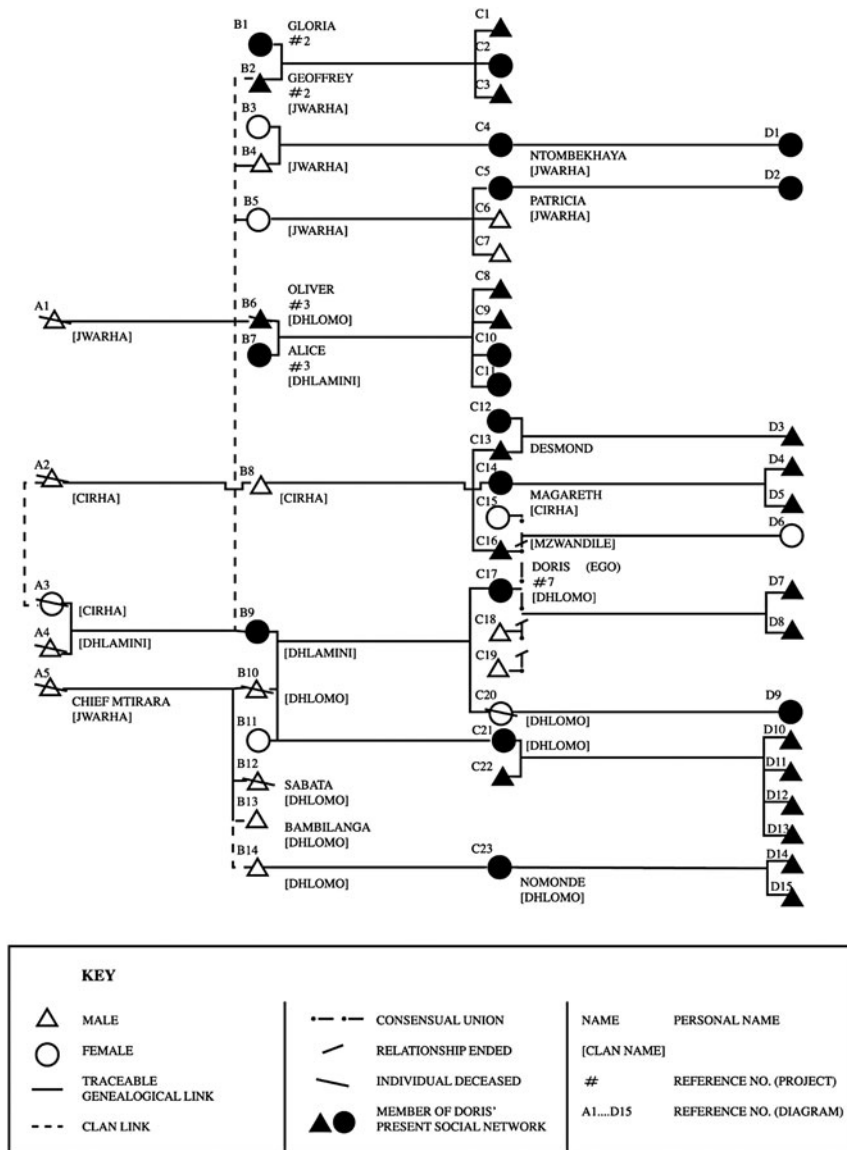 B1
GLORIA
#2
C1
C2
B2
GEOFFREY
#2
[JWARHA]
C3
B3
B4
[JWARHA]
C4
NTOMBEKHAYA
[JWARHA]
D1
B5
[JWARHA]
C5
PATRICIA
[JWARHA]
D2
C6
C7
A1
[JWARHA]
B6
OLIVER
#3
[DHLOMO]
B7
ALICE
#3
[DHLAMINI]
C8
C9
C10
C11
C12
C13
DESMOND
D3
A2
[CIRHA]
B8
[CIRHA]
C14
MAGARETH
[CIRHA]
D4
D5
C15
C16
[MZWANDILE]
D6
A3
[CIRHA]
A4
[DHLAMINI]
B9
[DHLAMINI]
C17
DORIS (EGO)
#7
[DHLOMO]
D7
D8
C18
C19
A5
CHIEF MTIRARA
[JWARHA]
B10
[DHLOMO]
C20
[DHLOMO]
D9
B11
C21
[DHLOMO]
C22
D10
D11
D12
D13
B12
SABATA
[DHLOMO]
B13
BAMBILANGA
[DHLOMO]
B14
[DHLOMO]
C23
NOMONDE
[DHLOMO]
D14
D15
KEY
MALE
FEMALE
TRACEABLE
GENEALOGICAL LINK
CLAN LINK
CONSENSUAL UNION
RELATIONSHIP ENDED
INDIVIDUAL DECEASED
MEMBER OF DORIS'
PRESENT SOCIAL NETWORK
NAME PERSONAL NAME
[CLAN NAME]
# REFERENCE NO. (PROJECT)
A1....D15 REFERENCE NO. (DIAGRAM)